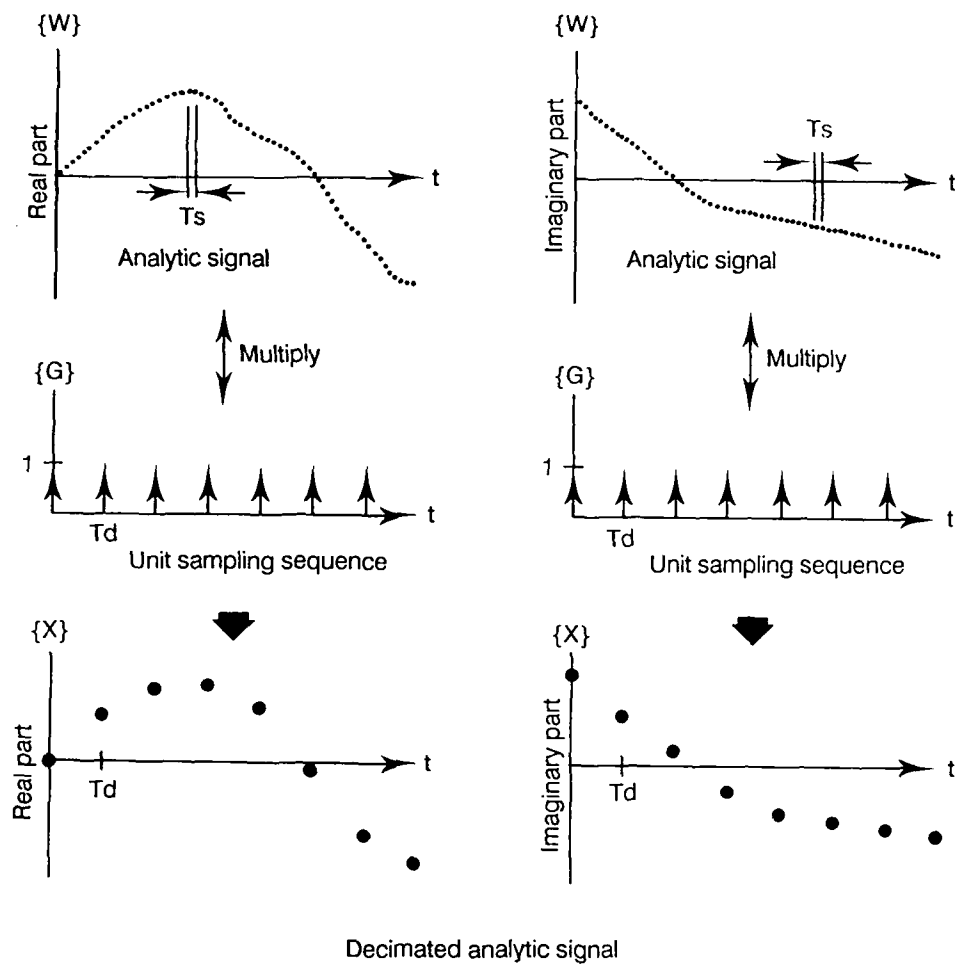 {W}
Real part
t
Ts
Analytic signal
{W}
Imaginary part
Ts
t
Analytic signal
Multiply
Multiply
{G}
1
t
Td
Unit sampling sequence
{G}
1
t
Td
Unit sampling sequence
{X}
Real part
t
Td
{X}
Imaginary part
t
Td
Decimated analytic signal